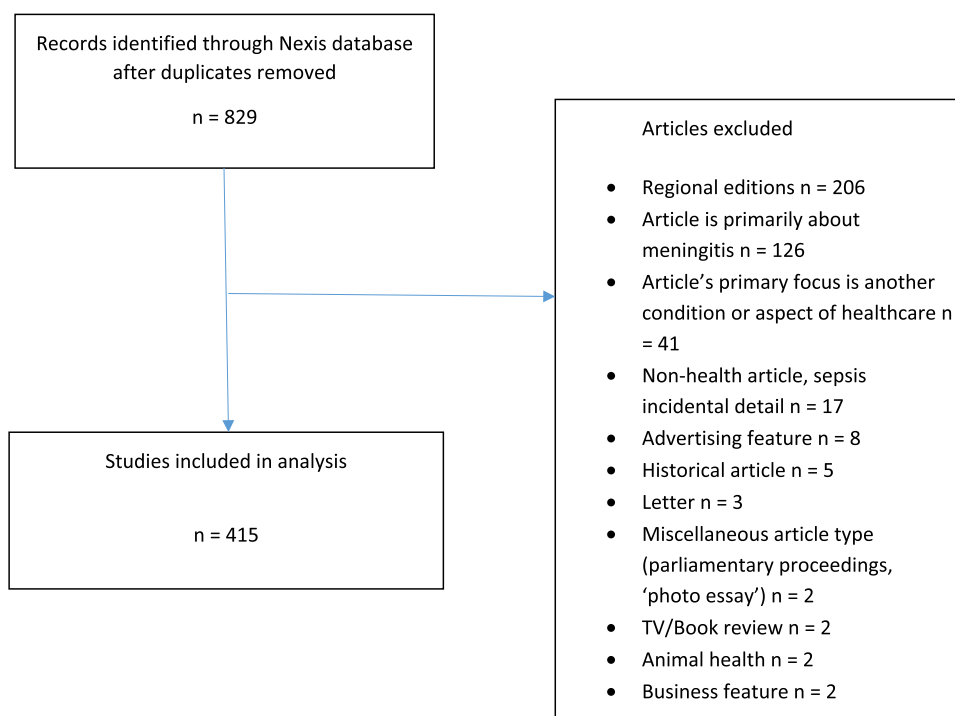 Records identified through Nexis database
after duplicates removed
n = 829
Articles excluded
• Regional editions n = 206
• Article is primarily about
meningitis n = 126
• Article’s primary focus is another
condition or aspect of healthcare n
= 41
• Non-health article, sepsis
incidental detail n = 17
• Advertising feature n = 8
• Historical article n = 5
• Letter n = 3
• Miscellaneous article type
(parliamentary proceedings,
‘photo essay’) n = 2
• TV/Book review n = 2
• Animal health n = 2
• Business feature n = 2
Studies included in analysis
n = 415